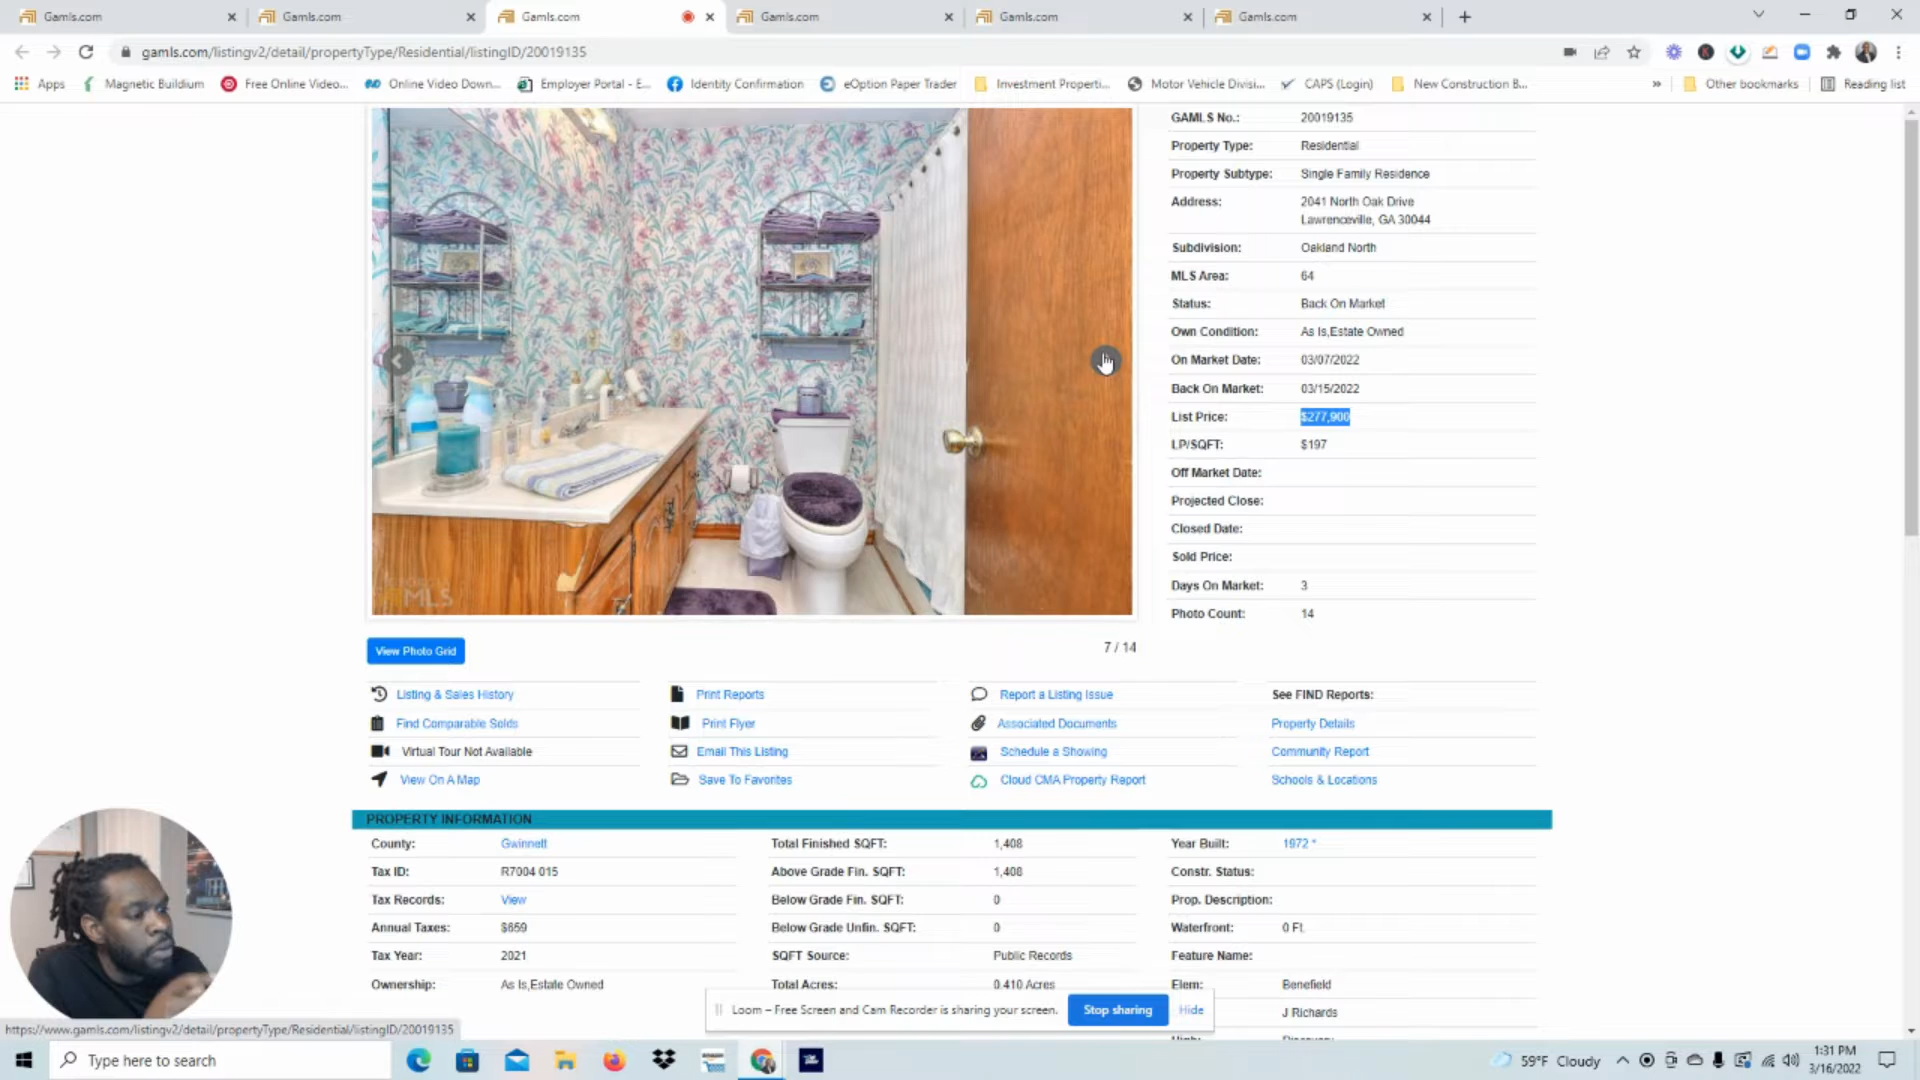 Gamls.com
Gamls.com
Gamls.com
Gamls.com
Gamls.com
Gamls.com
gamls.com/listingv2/detail/propertyType/Residential/listingID/20019135
Apps
Magnetic Buildium
Free Online Video...
Online Video Down...
Employer Portal - E...
Identity Confirmation
eOption Paper Trader
Investment Properti...
Motor Vehicle Divisi...
CAPS (Login)
New Construction B...
»
Other bookmarks
Reading list
GAMLS No.: 20019135
Property Type: Residential
Property Subtype: Single Family Residence
Address: 2041 North Oak Drive
Lawrenceville, GA 30044
Subdivision: Oakland North
MLS Area: 64
Status: Back On Market
Own Condition: As Is,Estate Owned
On Market Date: 03/07/2022
Back On Market: 03/15/2022
List Price: $277,900
LP/SQFT: $197
Off Market Date:
Projected Close:
Closed Date:
Sold Price:
Days On Market: 3
Photo Count: 14
MLS
View Photo Grid
7 / 14
Listing & Sales History
Print Reports
Report a Listing Issue
See FIND Reports:
Find Comparable Solds
Print Flyer
Associated Documents
Property Details
Virtual Tour Not Available
Email This Listing
Schedule a Showing
Community Report
View On A Map
Save To Favorites
Cloud CMA Property Report
Schools & Locations
PROPERTY INFORMATION
County: Gwinnett
Total Finished SQFT: 1,408
Year Built: 1972 *
Tax ID: R7004 015
Above Grade Fin. SQFT: 1,408
Constr. Status:
Tax Records: View
Below Grade Fin. SQFT: 0
Prop. Description:
Annual Taxes: $659
Below Grade Unfin. SQFT: 0
Waterfront: 0 Ft.
Tax Year: 2021
SQFT Source: Public Records
Feature Name:
Ownership: As Is,Estate Owned
Total Acres: 0.410 Acres
Elem: Benefield
J Richards
Loom – Free Screen and Cam Recorder is sharing your screen.
Stop sharing
Hide
https://www.gamls.com/listingv2/detail/propertyType/Residential/listingID/20019135
Type here to search
59°F Cloudy
1:31 PM
3/16/2022